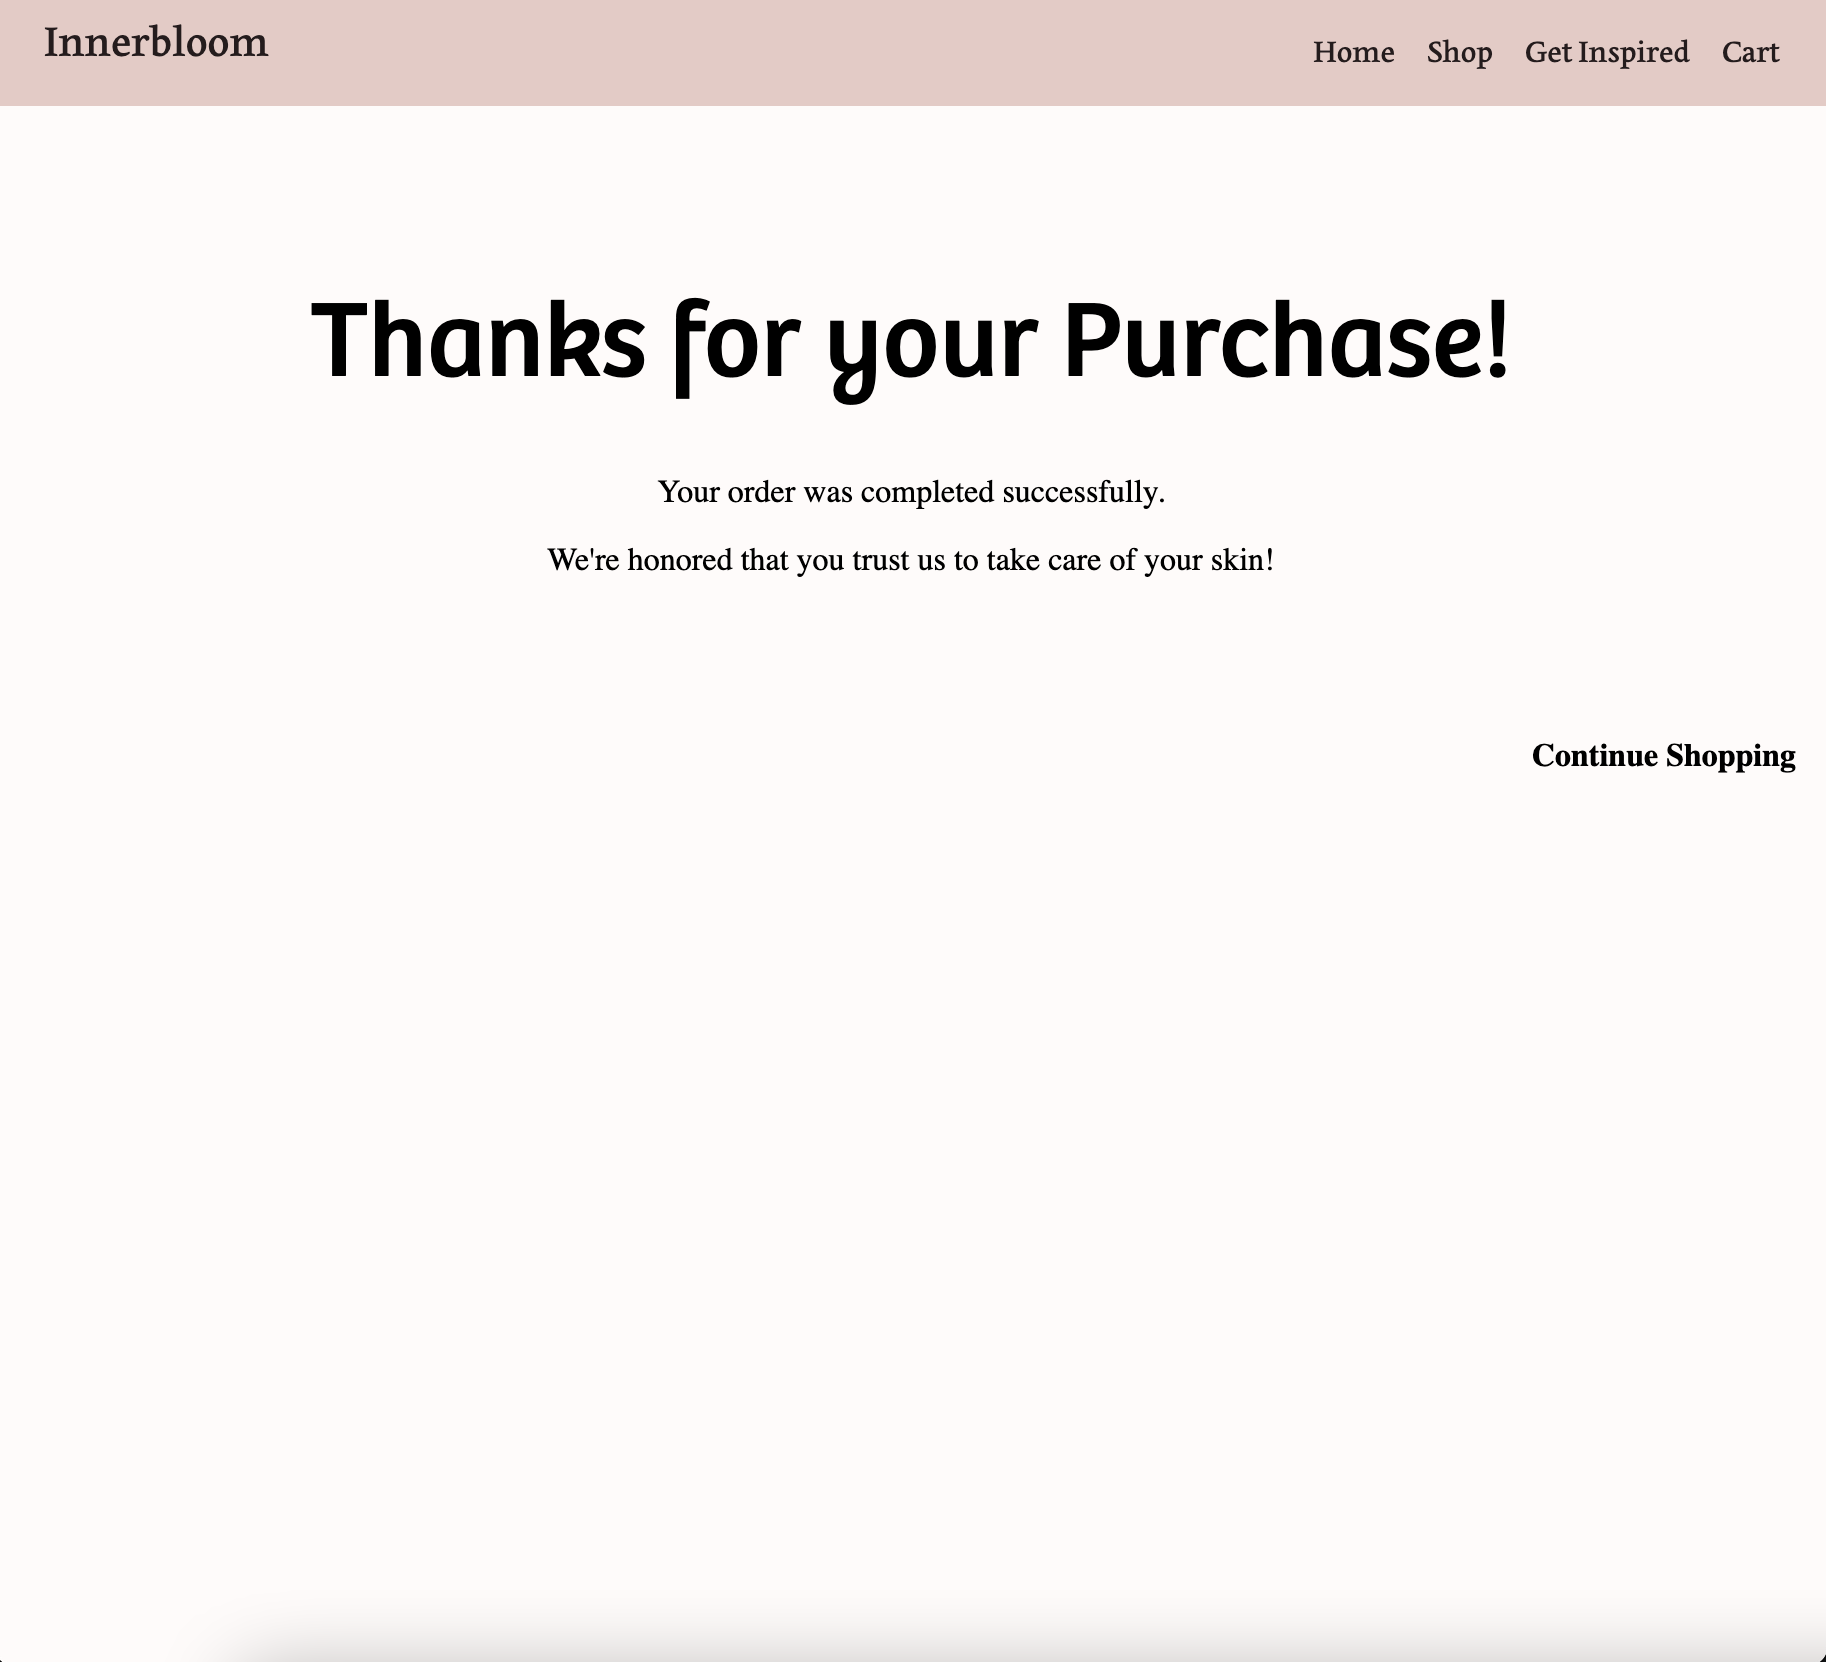 Innerbloom
Home Shop Get Inspired Cart
Thanks for your Purchase!
Your order was completed successfully.
We're honored that you trust us to take care of your skin!
Continue Shopping